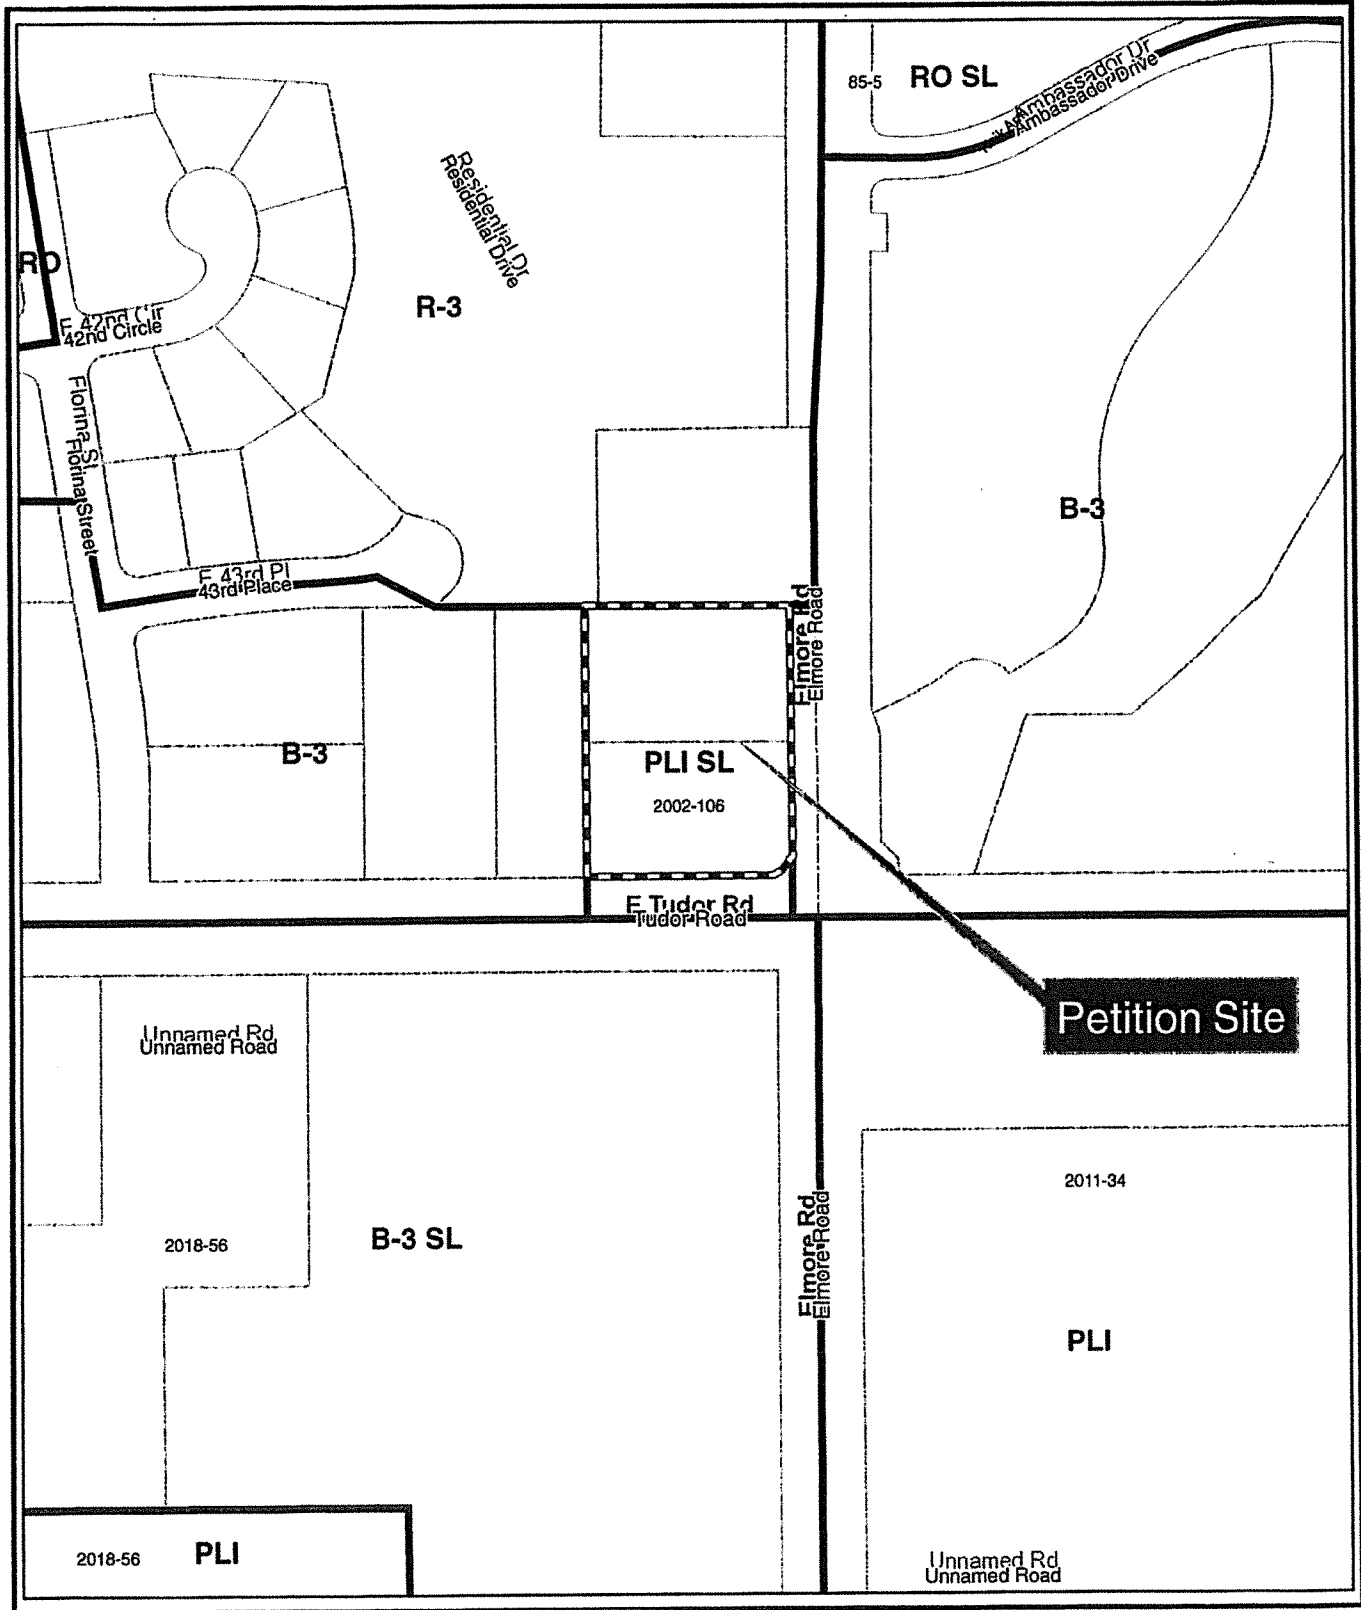 85-5
RO SL
Ambassador Dr
Ambassador Drive
Residential Dr
Residential Drive
RO
R-3
E 42nd Cir
42nd Circle
Florina St
Florina Street
B-3
E 43rd Pl
43rd Place
Elmore Rd
Elmore Road
B-3
PLI SL
2002-106
E Tudor Rd
Tudor Road
Petition Site
Unnamed Rd
Unnamed Road
2011-34
Elmore Rd
Elmore Road
2018-56
B-3 SL
PLI
2018-56
PLI
Unnamed Rd
Unnamed Road